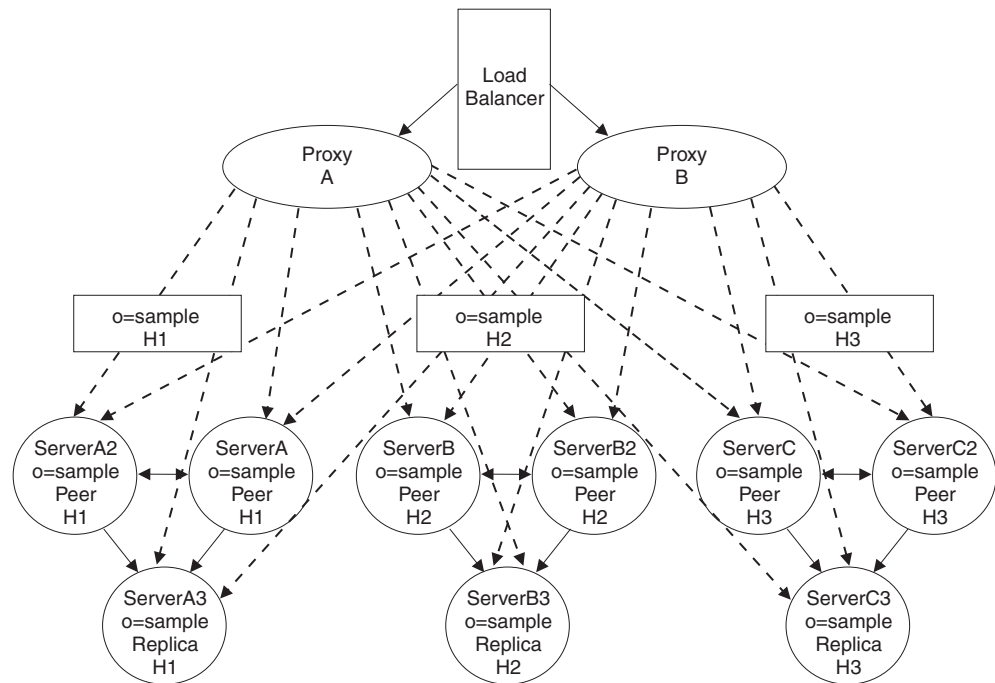 Load
Balancer
Proxy
A
Proxy
B
o=sample
H1
o=sample
H2
o=sample
H3
ServerA2
o=sample
Peer
H1
ServerA
o=sample
Peer
H1
ServerB
o=sample
Peer
H2
ServerB2
o=sample
Peer
H2
ServerC
o=sample
Peer
H3
ServerC2
o=sample
Peer
H3
ServerA3
o=sample
Replica
H1
ServerB3
o=sample
Replica
H2
ServerC3
o=sample
Replica
H3